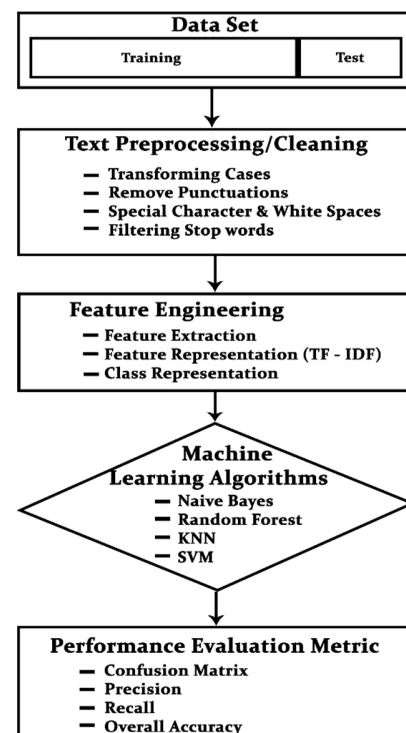 Data Set
Training Test
Text Preprocessing/Cleaning
– Transforming Cases
– Remove Punctuations
– Special Character & White Spaces
– Filtering Stop words
Feature Engineering
– Feature Extraction
– Feature Representation (TF - IDF)
– Class Representation
Machine
Learning Algorithms
– Naive Bayes
– Random Forest
– KNN
– SVM
Performance Evaluation Metric
– Confusion Matrix
– Precision
– Recall
– Overall Accuracy